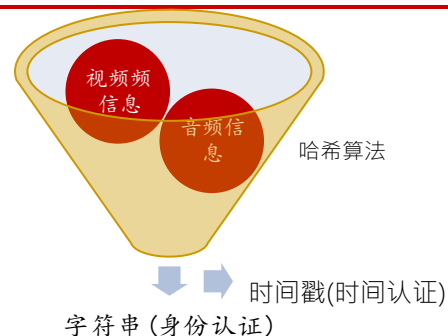 视频频
信息
音频信
息
哈希算法
时间戳(时间认证)
字符串(身份认证)